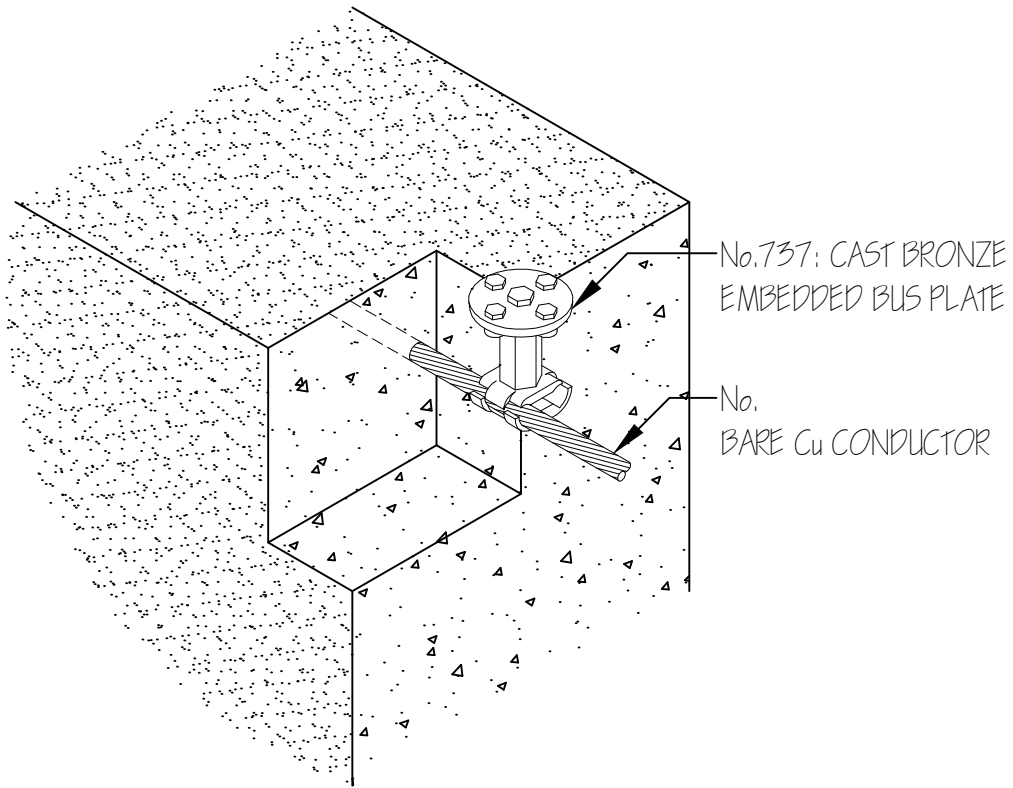 No.737: CAST BRONZE
EMBEDDED BUS PLATE
No.
BARE Cu CONDUCTOR